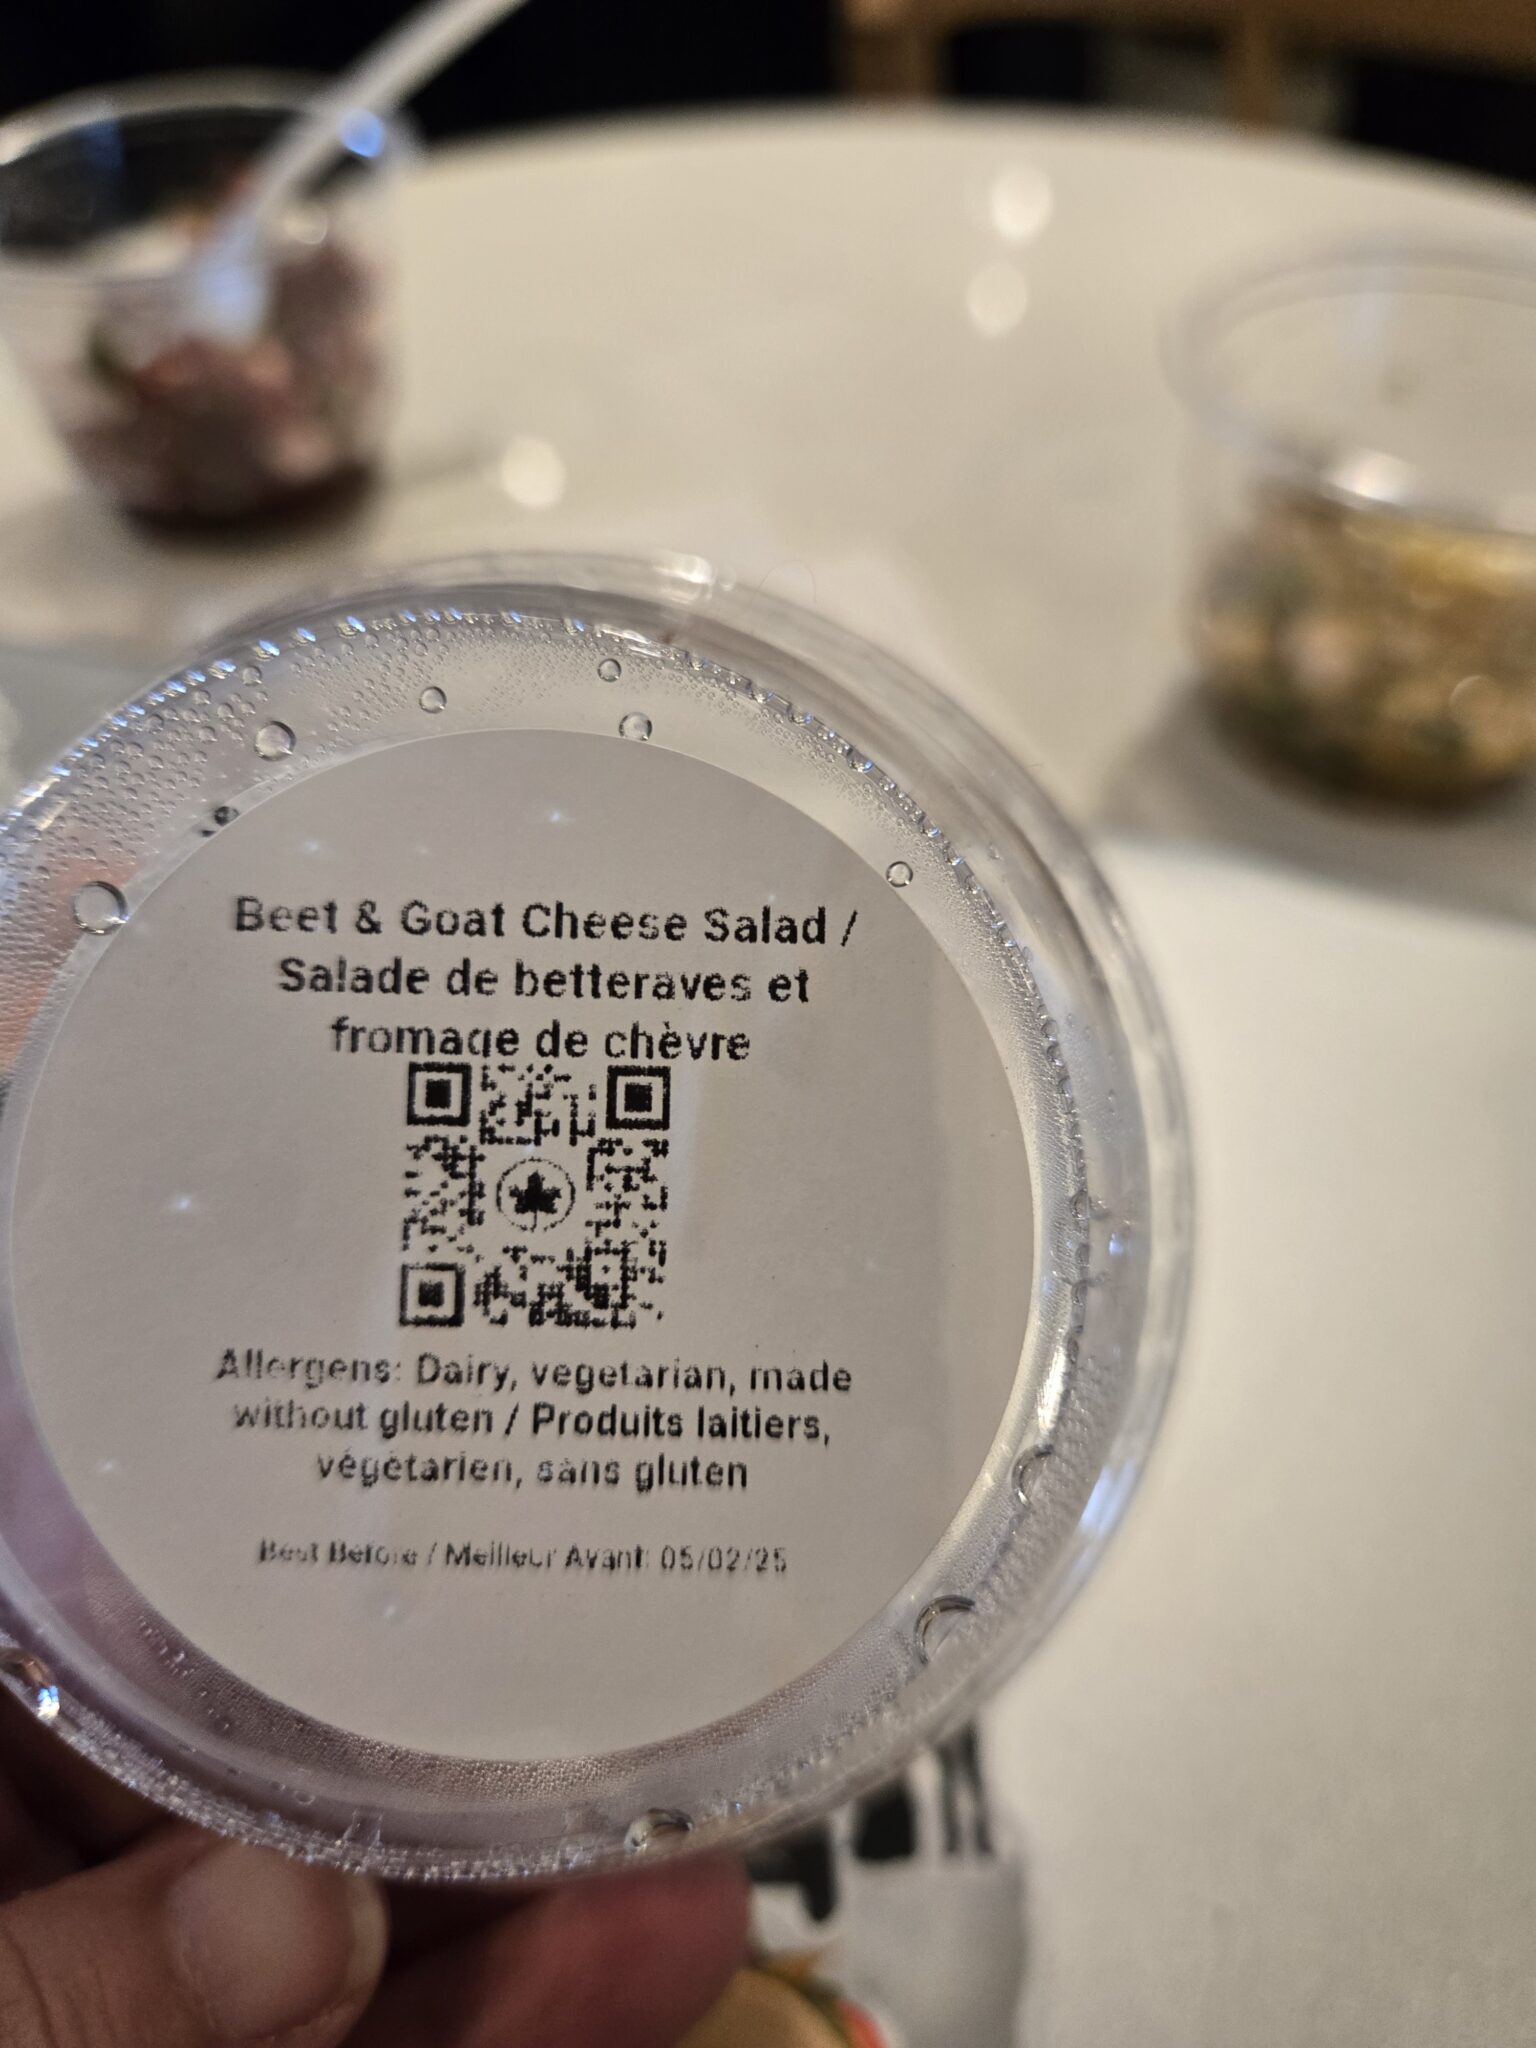 Beet & Goat Cheese Salad /
Salade de betteraves et
fromage de chèvre
Allergens: Dairy, vegetarian, made
without gluten / Produits laitiers,
végétarien, sans gluten
Best Before / Meilleur Avant: 05/02/25